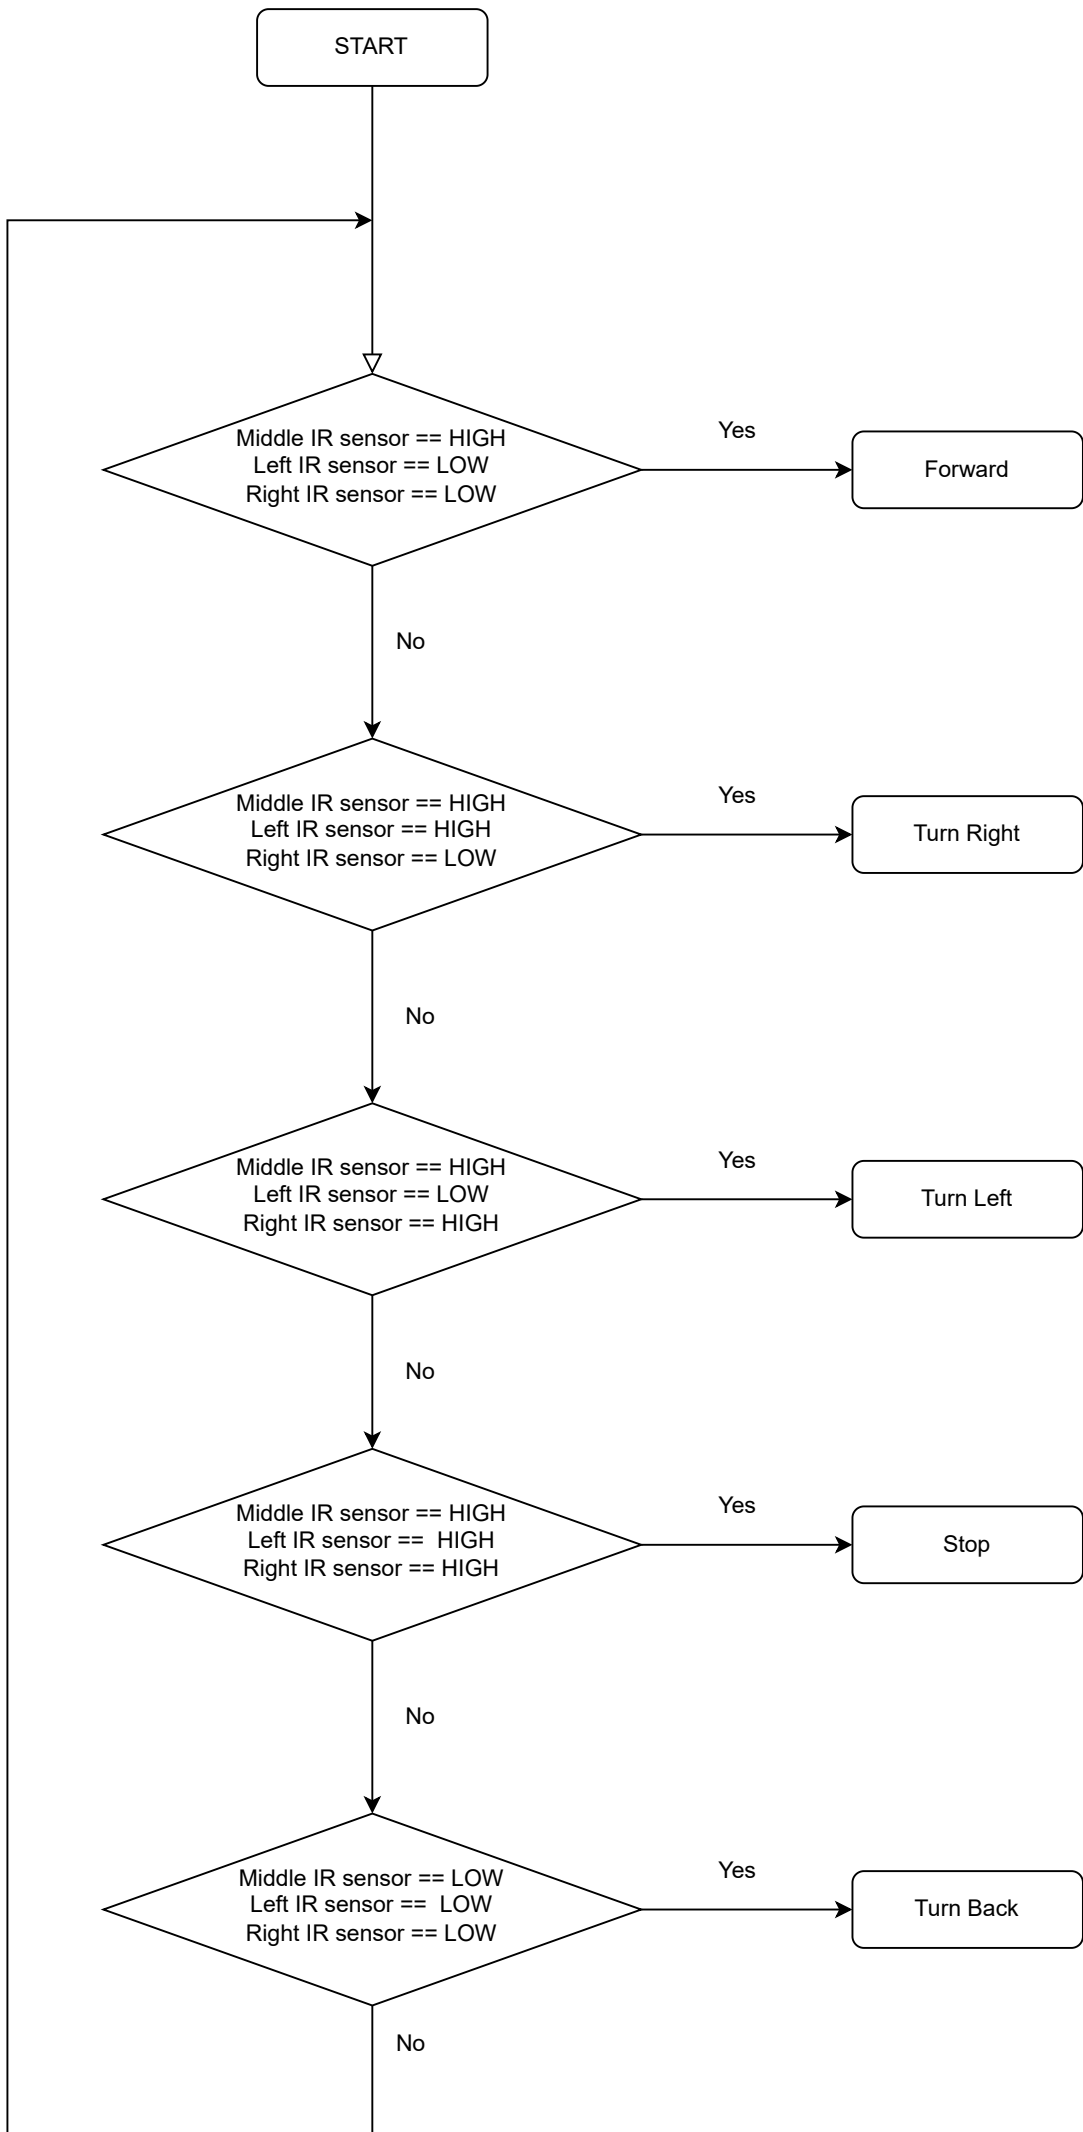 START
Middle IR sensor == HIGH
Left IR sensor == LOW
Right IR sensor == LOW
Yes
Forward
No
Middle IR sensor == HIGH
Left IR sensor == HIGH
Right IR sensor == LOW
Yes
Turn Right
No
Middle IR sensor == HIGH
Left IR sensor == LOW
Right IR sensor == HIGH
Yes
Turn Left
No
Middle IR sensor == HIGH
Left IR sensor ==  HIGH
Right IR sensor == HIGH
Yes
Stop
No
Middle IR sensor == LOW
Left IR sensor ==  LOW
Right IR sensor == LOW
Yes
Turn Back
No